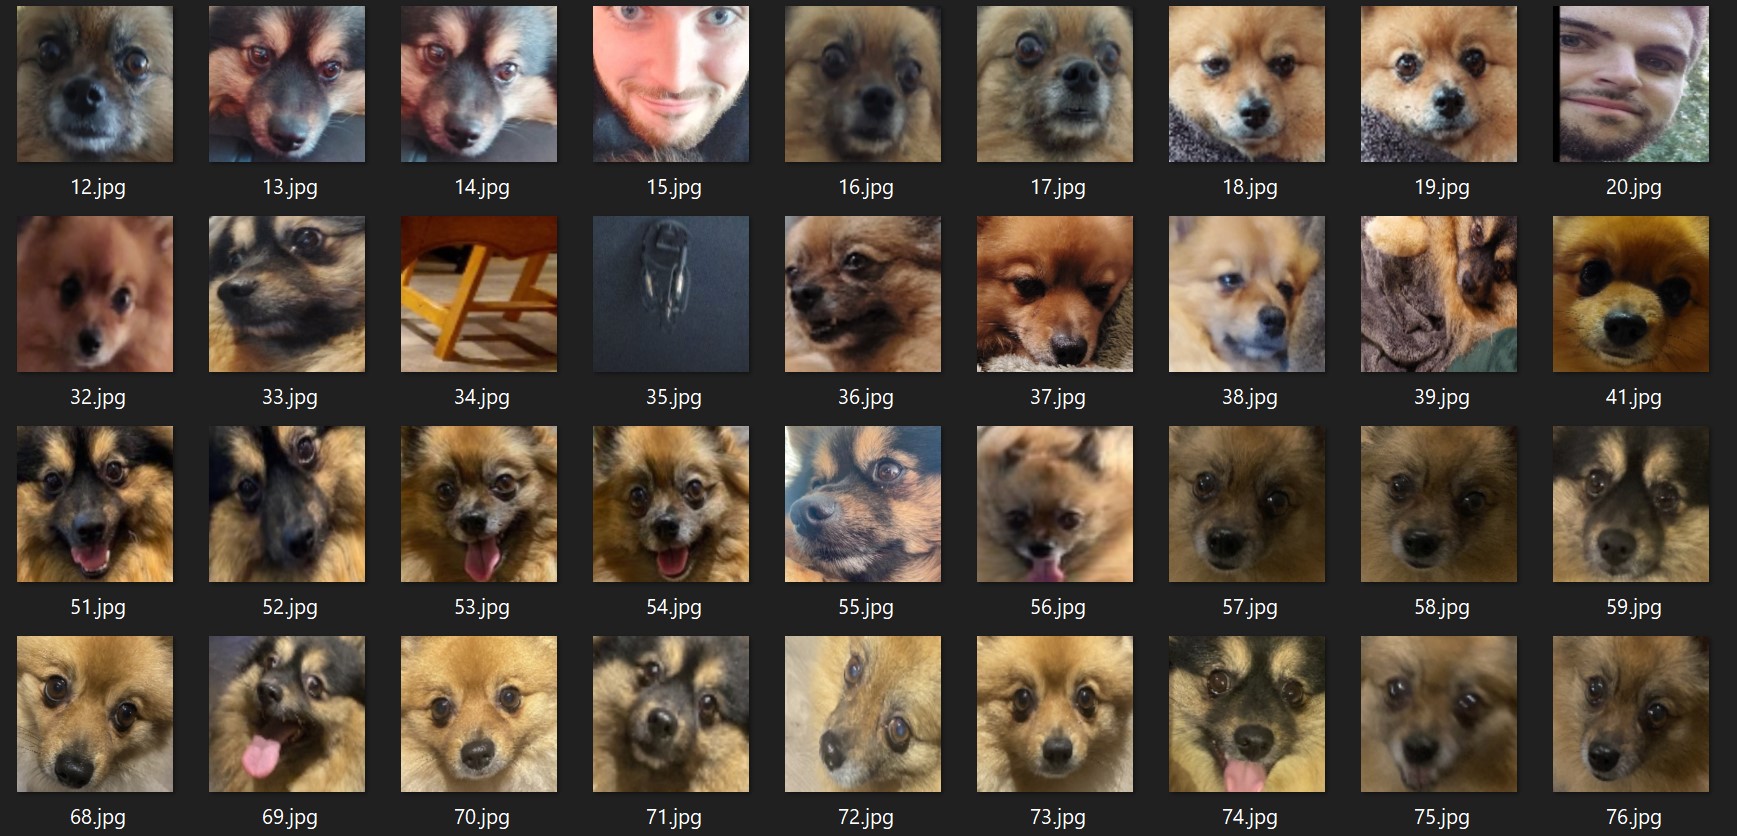 12.jpg 13.jpg 14.jpg 15.jpg 16.jpg 17.jpg 18.jpg 19.jpg 20.jpg
32.jpg 33.jpg 34.jpg 35.jpg 36.jpg 37.jpg 38.jpg 39.jpg 41.jpg
51.jpg 52.jpg 53.jpg 54.jpg 55.jpg 56.jpg 57.jpg 58.jpg 59.jpg
68.jpg 69.jpg 70.jpg 71.jpg 72.jpg 73.jpg 74.jpg 75.jpg 76.jpg